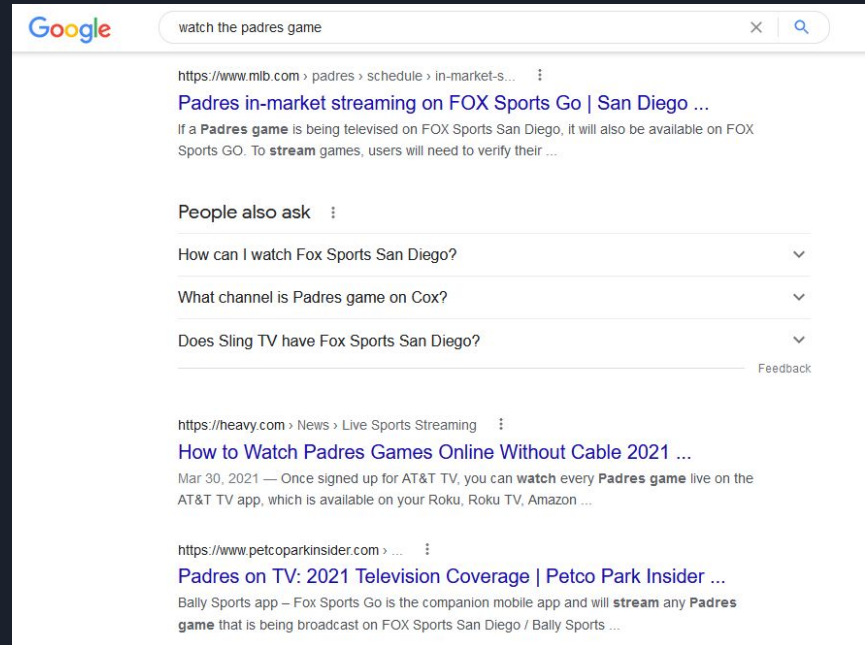 Google
watch the padres game
https://www.mlb.com › padres › schedule › in-market-s...
Padres in-market streaming on FOX Sports Go | San Diego ...
If a Padres game is being televised on FOX Sports San Diego, it will also be available on FOX
Sports GO. To stream games, users will need to verify their ...
People also ask
How can I watch Fox Sports San Diego?
What channel is Padres game on Cox?
Does Sling TV have Fox Sports San Diego?
Feedback
https://heavy.com › News › Live Sports Streaming
How to Watch Padres Games Online Without Cable 2021 ...
Mar 30, 2021 — Once signed up for AT&T TV, you can watch every Padres game live on the
AT&T TV app, which is available on your Roku, Roku TV, Amazon ...
https://www.petcoparkinsider.com › ...
Padres on TV: 2021 Television Coverage | Petco Park Insider ...
Bally Sports app – Fox Sports Go is the companion mobile app and will stream any Padres
game that is being broadcast on FOX Sports San Diego / Bally Sports ...